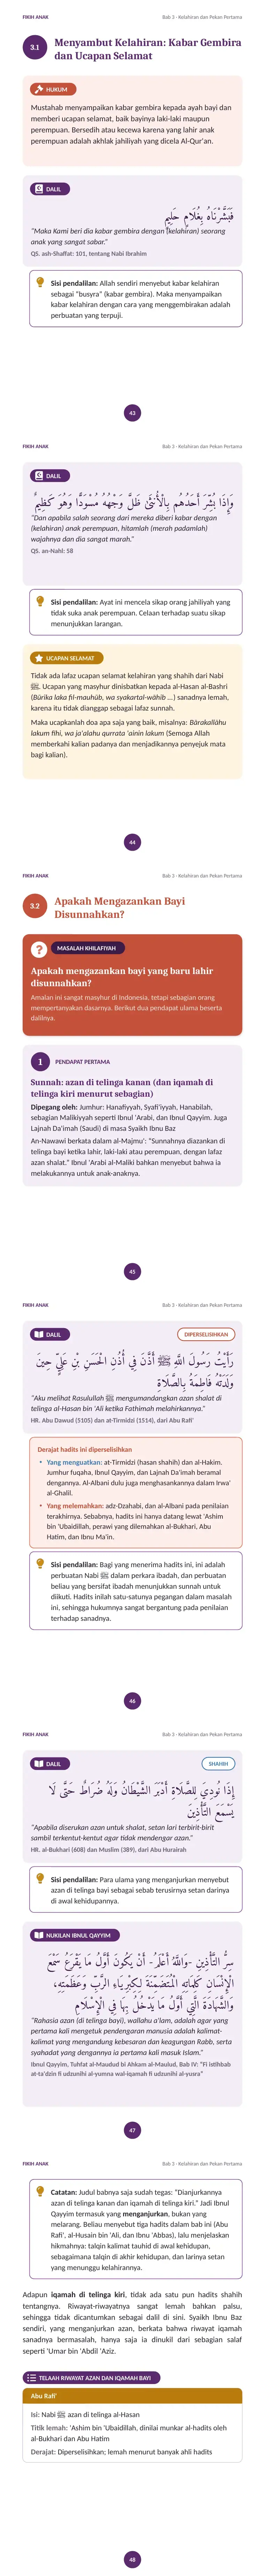 FIKIH ANAK
Bab 3 · Kelahiran dan Pekan Pertama
3.1
Menyambut Kelahiran: Kabar Gembira
dan Ucapan Selamat
HUKUM
Mustahab menyampaikan kabar gembira kepada ayah bayi dan
memberi ucapan selamat, baik bayinya laki-laki maupun
perempuan. Bersedih atau kecewa karena yang lahir anak
perempuan adalah akhlak jahiliyah yang dicela Al-Qur'an.
DALIL
فَبَشَّرْنَاهُ بِغُلَامٍ حَلِيمٍ
"Maka Kami beri dia kabar gembira dengan (kelahiran) seorang
anak yang sangat sabar."
QS. ash-Shaffat: 101, tentang Nabi Ibrahim
Sisi pendalilan: Allah sendiri menyebut kabar kelahiran
sebagai "busyra" (kabar gembira). Maka menyampaikan
kabar kelahiran dengan cara yang menggembirakan adalah
perbuatan yang terpuji.
43
FIKIH ANAK
Bab 3 · Kelahiran dan Pekan Pertama
DALIL
وَإِذَا بُشِّرَ أَحَدُهُم بِالْأُنثَىٰ ظَلَّ وَجْهُهُ مُسْوَدًّا وَهُوَ كَظِيمٌ
"Dan apabila salah seorang dari mereka diberi kabar dengan
(kelahiran) anak perempuan, hitamlah (merah padamlah)
wajahnya dan dia sangat marah."
QS. an-Nahl: 58
Sisi pendalilan: Ayat ini mencela sikap orang jahiliyah yang
tidak suka anak perempuan. Celaan terhadap suatu sikap
menunjukkan larangan.
UCAPAN SELAMAT
Tidak ada lafaz ucapan selamat kelahiran yang shahih dari Nabi
ﷺ. Ucapan yang masyhur dinisbatkan kepada al-Hasan al-Bashri
(Būrika laka fil-mauhūb, wa syakartal-wāhib ...) sanadnya lemah,
karena itu tidak dianggap sebagai lafaz sunnah.
Maka ucapkanlah doa apa saja yang baik, misalnya: Bārakallāhu
lakum fīhi, wa ja'alahu qurrata 'ainin lakum (Semoga Allah
memberkahi kalian padanya dan menjadikannya penyejuk mata
bagi kalian).
44
FIKIH ANAK
Bab 3 · Kelahiran dan Pekan Pertama
3.2
Apakah Mengazankan Bayi
Disunnahkan?
MASALAH KHILAFIYAH
Apakah mengazankan bayi yang baru lahir
disunnahkan?
Amalan ini sangat masyhur di Indonesia, tetapi sebagian orang
mempertanyakan dasarnya. Berikut dua pendapat ulama beserta
dalilnya.
1
PENDAPAT PERTAMA
Sunnah: azan di telinga kanan (dan iqamah di
telinga kiri menurut sebagian)
Dipegang oleh: Jumhur: Hanafiyyah, Syafi'iyyah, Hanabilah,
sebagian Malikiyyah seperti Ibnul 'Arabi, dan Ibnul Qayyim. Juga
Lajnah Da'imah (Saudi) di masa Syaikh Ibnu Baz
An-Nawawi berkata dalam al-Majmu': "Sunnahnya diazankan di
telinga bayi ketika lahir, laki-laki atau perempuan, dengan lafaz
azan shalat." Ibnul 'Arabi al-Maliki bahkan menyebut bahwa ia
melakukannya untuk anak-anaknya.
45
FIKIH ANAK
Bab 3 · Kelahiran dan Pekan Pertama
DALIL
DIPERSELISIHKAN
رَأَيْتُ رَسُولَ اللَّهِ ﷺ أَذَّنَ فِي أُذُنِ الْحَسَنِ بْنِ عَلِيٍّ حِينَ
وَلَدَتْهُ فَاطِمَةُ بِالصَّلَاةِ
"Aku melihat Rasulullah ﷺ mengumandangkan azan shalat di
telinga al-Hasan bin 'Ali ketika Fathimah melahirkannya."
HR. Abu Dawud (5105) dan at-Tirmidzi (1514), dari Abu Rafi'
Derajat hadits ini diperselisihkan
• Yang menguatkan: at-Tirmidzi (hasan shahih) dan al-Hakim.
Jumhur fuqaha, Ibnul Qayyim, dan Lajnah Da'imah beramal
dengannya. Al-Albani dulu juga menghasankannya dalam Irwa'
al-Ghalil.
• Yang melemahkan: adz-Dzahabi, dan al-Albani pada penilaian
terakhirnya. Sebabnya, hadits ini hanya datang lewat 'Ashim
bin 'Ubaidillah, perawi yang dilemahkan al-Bukhari, Abu
Hatim, dan Ibnu Ma'in.
Sisi pendalilan: Bagi yang menerima hadits ini, ini adalah
perbuatan Nabi ﷺ dalam perkara ibadah, dan perbuatan
beliau yang bersifat ibadah menunjukkan sunnah untuk
diikuti. Hadits inilah satu-satunya pegangan dalam masalah
ini, sehingga hukumnya sangat bergantung pada penilaian
terhadap sanadnya.
46
FIKIH ANAK
Bab 3 · Kelahiran dan Pekan Pertama
DALIL
SHAHIH
إِذَا نُودِيَ لِلصَّلَاةِ أَدْبَرَ الشَّيْطَانُ وَلَهُ ضُرَاطٌ حَتَّى لَا
يَسْمَعَ التَّأْذِينَ
"Apabila diserukan azan untuk shalat, setan lari terbirit-birit
sambil terkentut-kentut agar tidak mendengar azan."
HR. al-Bukhari (608) dan Muslim (389), dari Abu Hurairah
Sisi pendalilan: Para ulama yang menganjurkan menyebut
azan di telinga bayi sebagai sebab terusirnya setan darinya
di awal kehidupannya.
NUKILAN IBNUL QAYYIM
سِرُّ التَّأْذِينِ -وَاللَّهُ أَعْلَمُ- أَنْ يَكُونَ أَوَّلَ مَا يَقْرَعُ سَمْعَ
الْإِنْسَانِ كَلِمَاتُهُ الْمُتَضَمِّنَةُ لِكِبْرِيَاءِ الرَّبِّ وَعَظَمَتِهِ،
وَالشَّهَادَةُ الَّتِي أَوَّلُ مَا يَدْخُلُ بِهَا فِي الْإِسْلَامِ
"Rahasia azan (di telinga bayi), wallahu a'lam, adalah agar yang
pertama kali mengetuk pendengaran manusia adalah kalimat-
kalimat yang mengandung kebesaran dan keagungan Rabb, serta
syahadat yang dengannya ia pertama kali masuk Islam."
Ibnul Qayyim, Tuhfat al-Maudud bi Ahkam al-Maulud, Bab IV: "Fi istihbab
at-ta'dzin fi udzunihi al-yumna wal-iqamah fi udzunihi al-yusra"
47
FIKIH ANAK
Bab 3 · Kelahiran dan Pekan Pertama
Catatan: Judul babnya saja sudah tegas: "Dianjurkannya
azan di telinga kanan dan iqamah di telinga kiri." Jadi Ibnul
Qayyim termasuk yang menganjurkan, bukan yang
melarang. Beliau menyebut tiga hadits dalam bab ini (Abu
Rafi', al-Husain bin 'Ali, dan Ibnu 'Abbas), lalu menjelaskan
hikmahnya: talqin kalimat tauhid di awal kehidupan,
sebagaimana talqin di akhir kehidupan, dan larinya setan
yang menunggu kelahirannya.
Adapun iqamah di telinga kiri, tidak ada satu pun hadits shahih
tentangnya. Riwayat-riwayatnya sangat lemah bahkan palsu,
sehingga tidak dicantumkan sebagai dalil di sini. Syaikh Ibnu Baz
sendiri, yang menganjurkan azan, berkata bahwa riwayat iqamah
sanadnya bermasalah, hanya saja ia dinukil dari sebagian salaf
seperti 'Umar bin 'Abdil 'Aziz.
TELAAH RIWAYAT AZAN DAN IQAMAH BAYI
Abu Rafi'
Isi: Nabi ﷺ azan di telinga al-Hasan
Titik lemah: 'Ashim bin 'Ubaidillah, dinilai munkar al-hadits oleh
al-Bukhari dan Abu Hatim
Derajat: Diperselisihkan; lemah menurut banyak ahli hadits
48